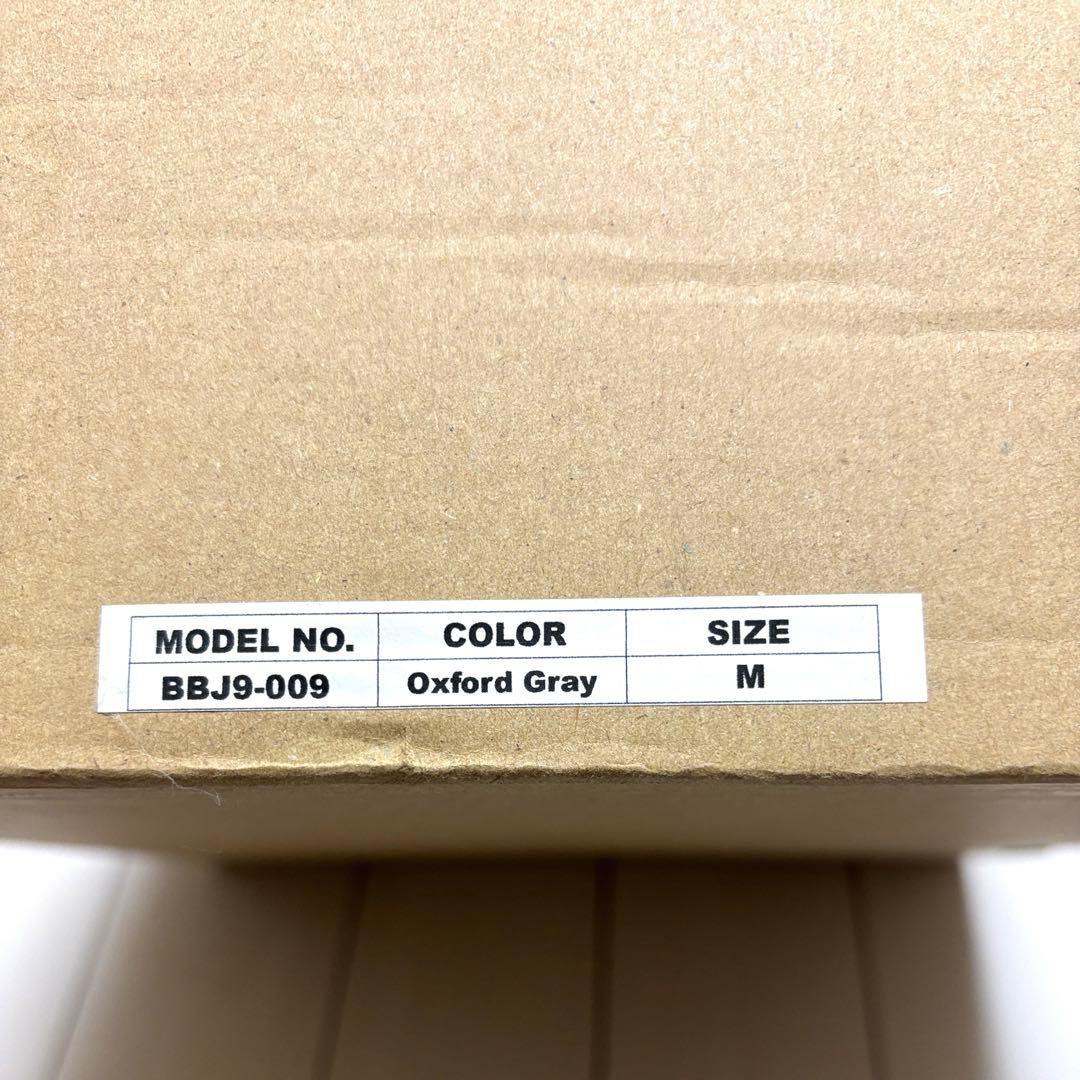 MODEL NO. COLOR SIZE
BBJ9-009 Oxford Gray M